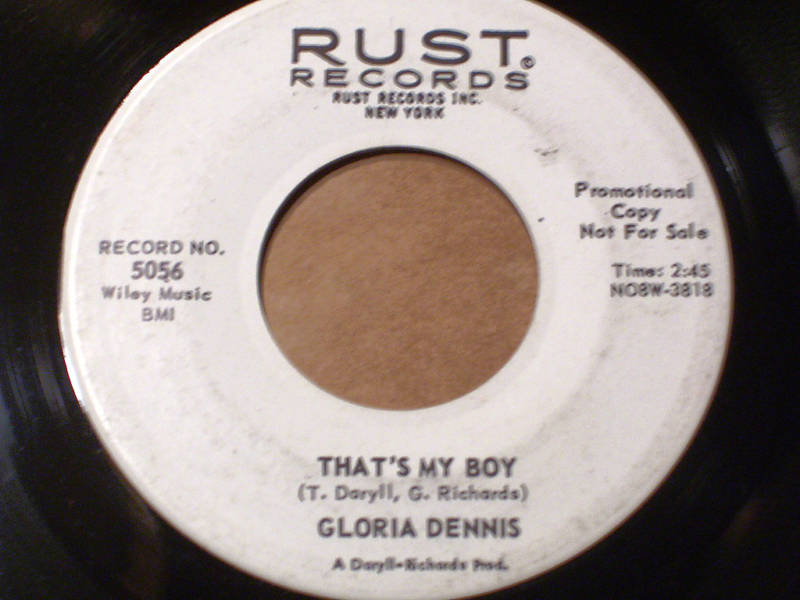 RUST®
RECORDS
RUST RECORDS INC.
NEW YORK
Promotional
Copy
Not For Sale
RECORD NO.
5056
Wiley Music
BMI
Time: 2:45
NO8W-3818
THAT'S MY BOY
(T. Daryll, G. Richards)
GLORIA DENNIS
A Daryll-Richards Prod.